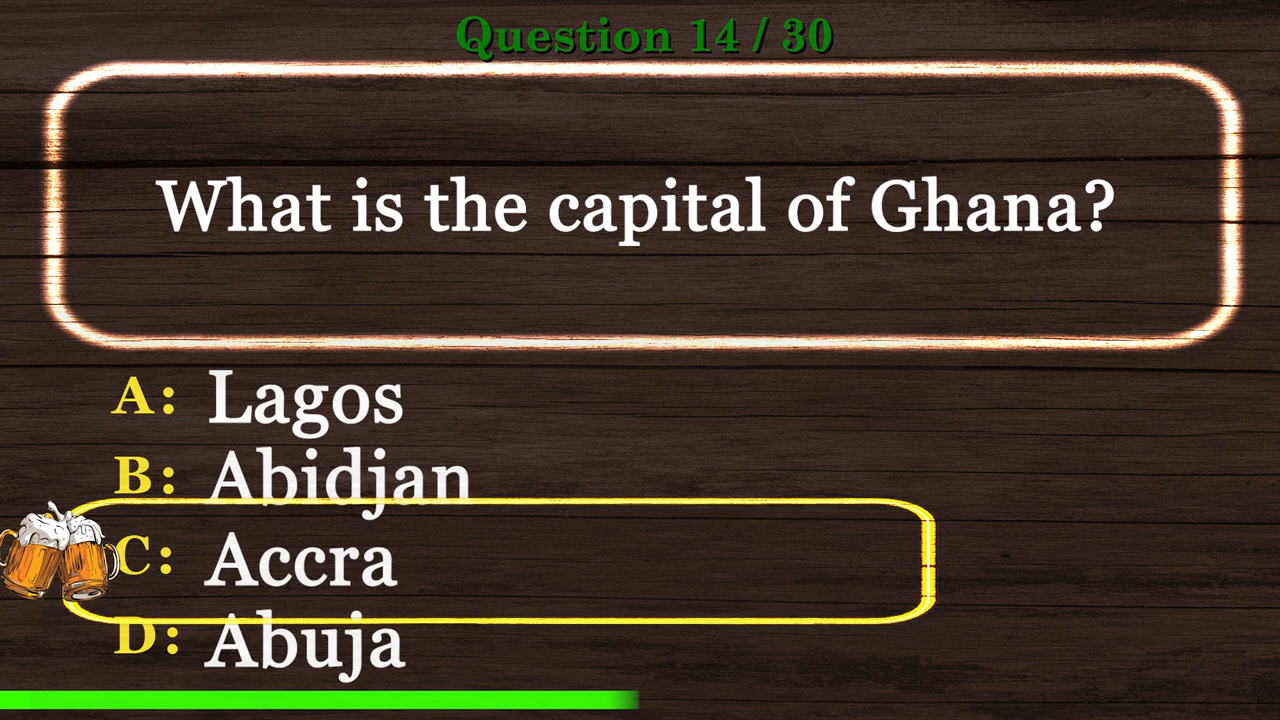 Question 14 / 30
What is the capital of Ghana?
A: Lagos
B: Abidjan
C: Accra
D: Abuja